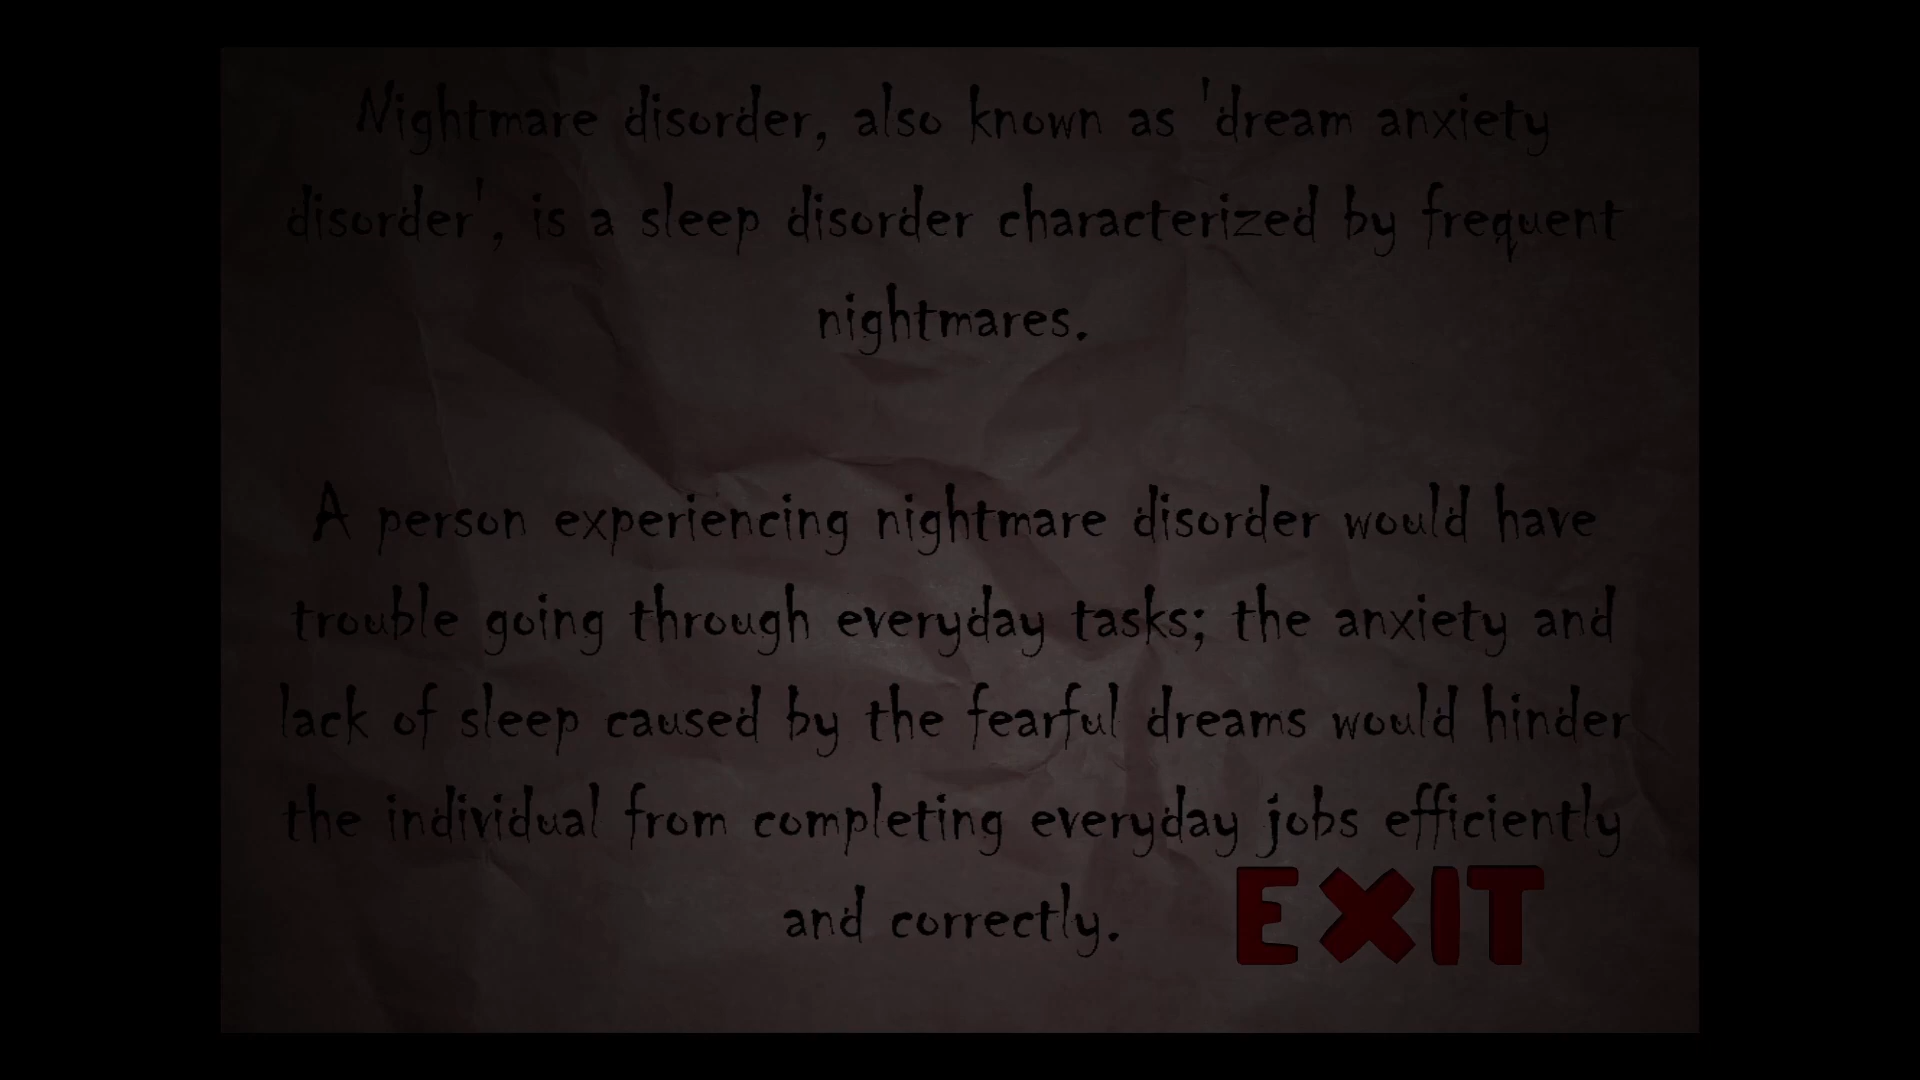 Nightmare disorder, also known as 'dream anxiety
disorder', is a sleep disorder characterized by frequent
nightmares.
A person experiencing nightmare disorder would have
trouble going through everyday tasks; the anxiety and
lack of sleep caused by the fearful dreams would hinder
the individual from completing everyday jobs efficiently
and correctly.
EXIT